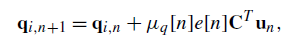 q_{i,n+1} = q_{i,n} + μ_q[n]e[n]C^T u_n,